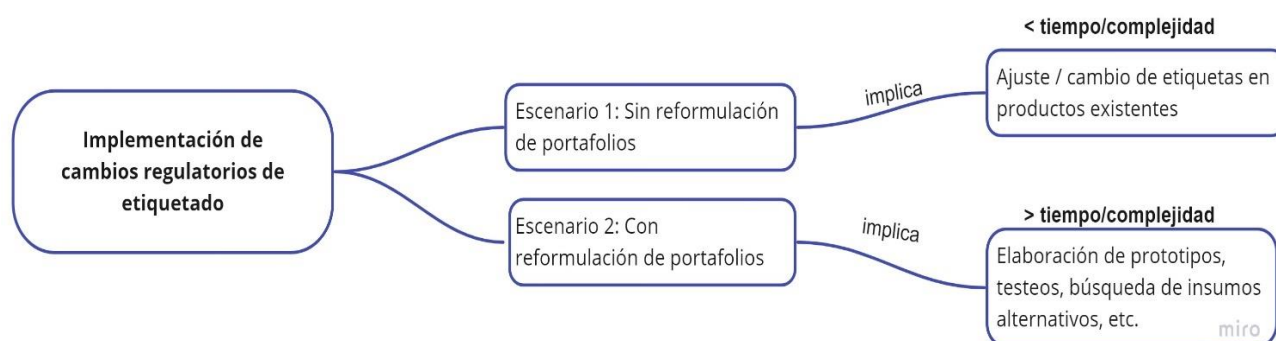 < tiempo/complejidad
Ajuste / cambio de etiquetas en
productos existentes
implica
Escenario 1: Sin reformulación
de portafolios
Implementación de
cambios regulatorios de
etiquetado
Escenario 2: Con
reformulación de portafolios
implica
> tiempo/complejidad
Elaboración de prototipos,
testeos, búsqueda de insumos
alternativos, etc.
miro